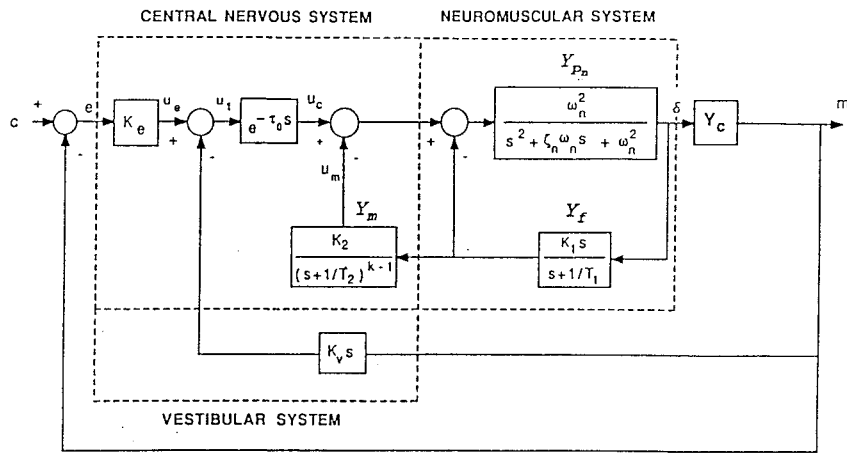 CENTRAL NERVOUS SYSTEM
NEUROMUSCULAR SYSTEM
Y_{p_n}
c + - e
K_e
u_e + -
u_1
e^{-τ_0 s}
u_c + -
u_m
+ -
ω_n^2
s^2 + ζ_n ω_n s + ω_n^2
δ
Y_c
m
Y_m
K_2
(s+1/T_2)^{k-1}
Y_f
K_1 s
s+1/T_1
K_v s
VESTIBULAR SYSTEM